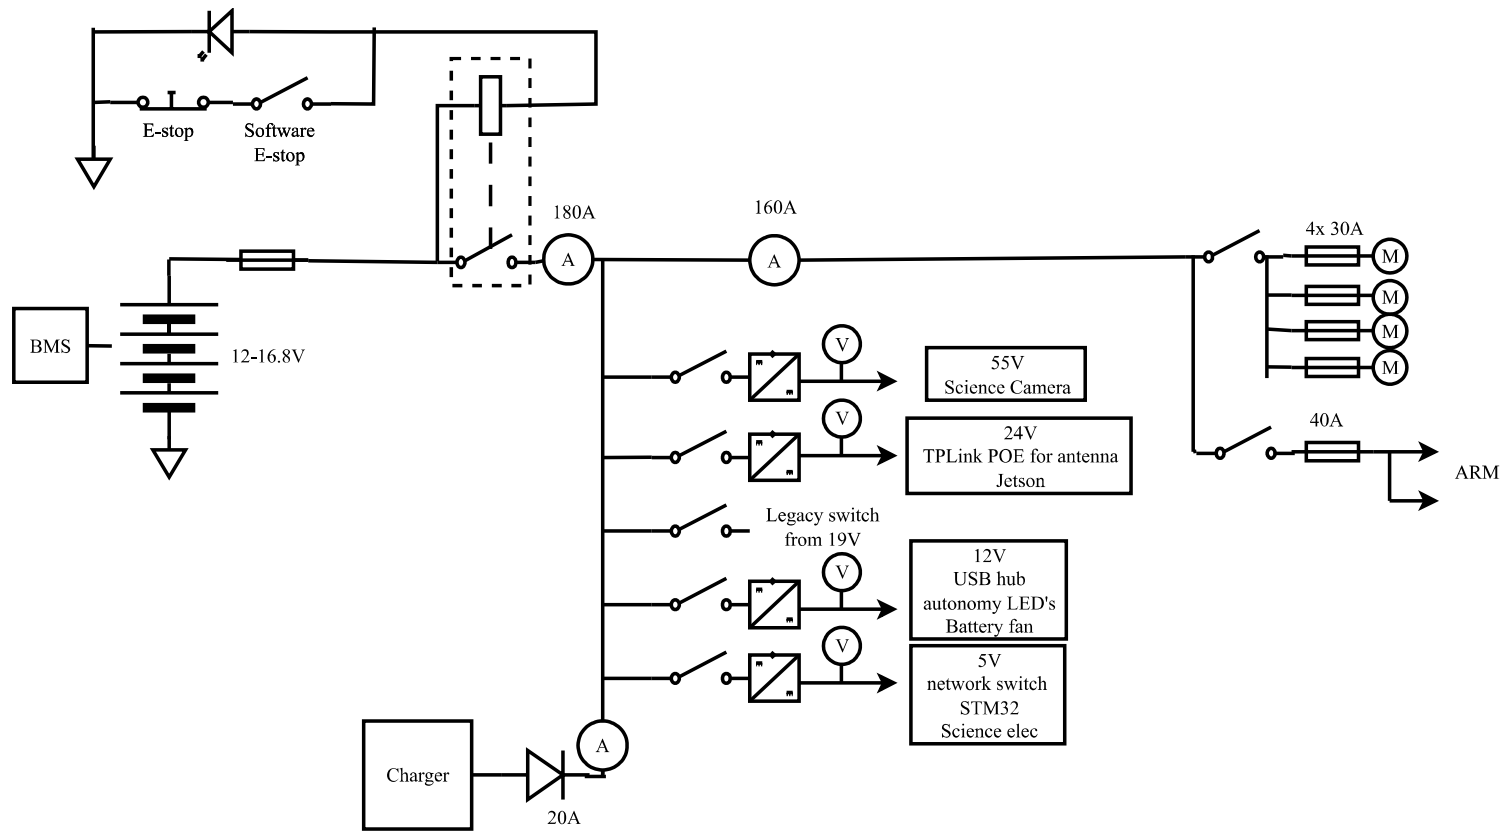 E-stop
Software
E-stop
180A
A
160A
A
4x 30A
M
M
M
M
BMS
12-16.8V
V
55V
Science Camera
V
24V
TPLink POE for antenna
Jetson
40A
ARM
Legacy switch
from 19V
V
12V
USB hub
autonomy LED's
Battery fan
V
5V
network switch
STM32
Science elec
A
Charger
20A